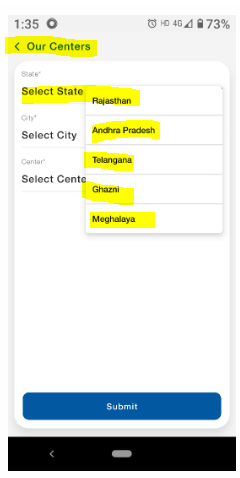 1:35 HD 4G 73%
< Our Centers
State*
Select State
Rajasthan
City*
Andhra Pradesh
Select City
Center*
Telangana
Select Cente
Ghazni
Meghalaya
Submit